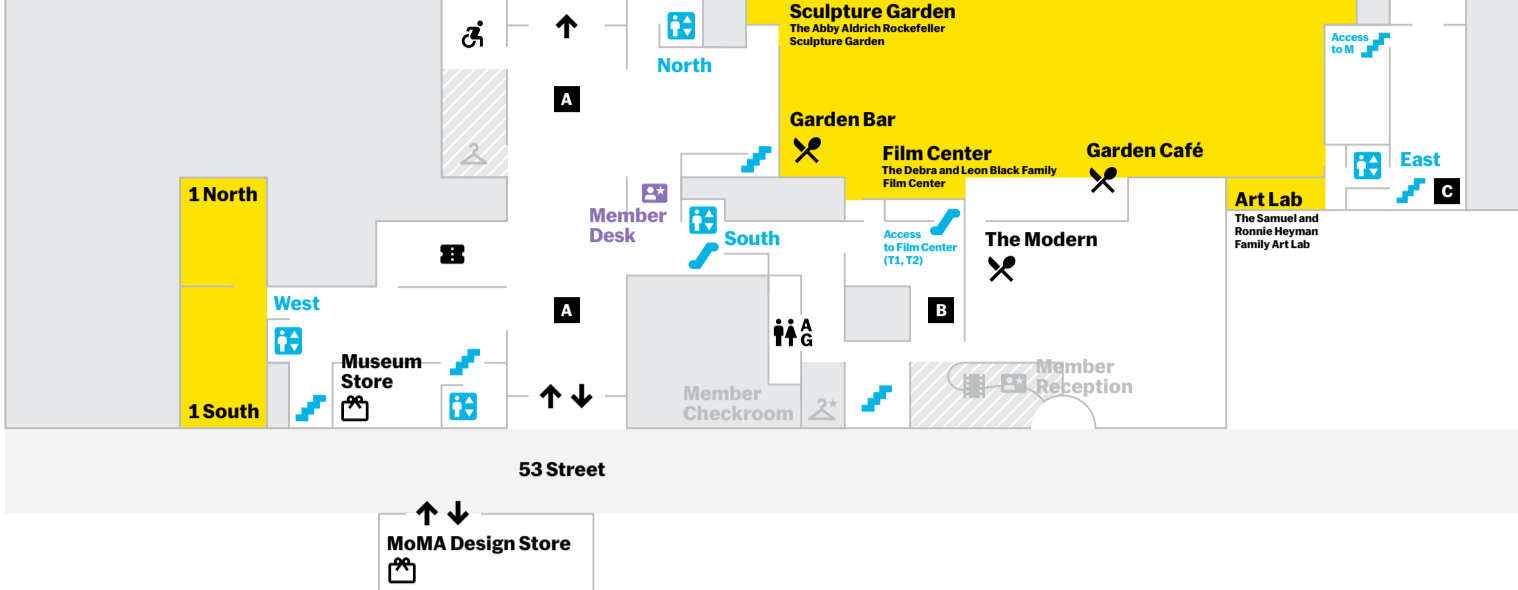 Sculpture Garden
The Abby Aldrich Rockefeller
Sculpture Garden
Access
to M
North
A
Garden Bar
Film Center
The Debra and Leon Black Family
Film Center
Garden Café
East
C
1 North
Member
Desk
South
Access
to Film Center
(T1, T2)
The Modern
Art Lab
The Samuel and
Ronnie Heyman
Family Art Lab
West
A
B
A
G
Museum
Store
Member
Checkroom
Member
Reception
1 South
53 Street
MoMA Design Store